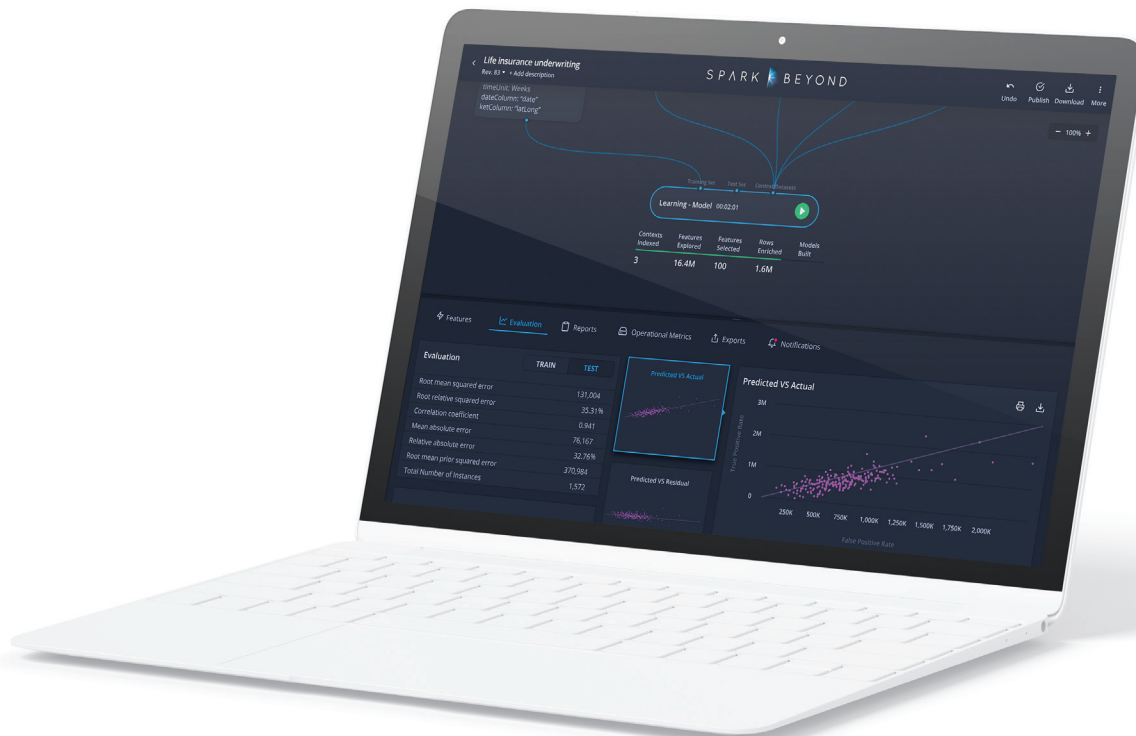 Life insurance underwriting
Rev. 83 + Add description
SPARK BEYOND
Undo Publish Download More
timeUnit: Weeks
dateColumn: "date"
ketColumn: "latLong"
− 100% +
Training Set Test Set Context Datasets
Learning - Model 00:02:01
Contexts Indexed Features Explored Features Selected Rows Enriched Models Built
3 16.4M 100 1.6M
Features Evaluation Reports Operational Metrics Exports Notifications
Evaluation TRAIN TEST
Root mean squared error 131,004
Root relative squared error 35.31%
Correlation coefficient 0.941
Mean absolute error 76,167
Relative absolute error 32.76%
Root mean prior squared error 370,984
Total Number of Instances 1,572
Predicted VS Actual
Predicted VS Residual
Predicted VS Actual
True Positive Rate
3M
2M
1M
0
250K 500K 750K 1,000K 1,250K 1,500K 1,750K 2,000K
False Positive Rate